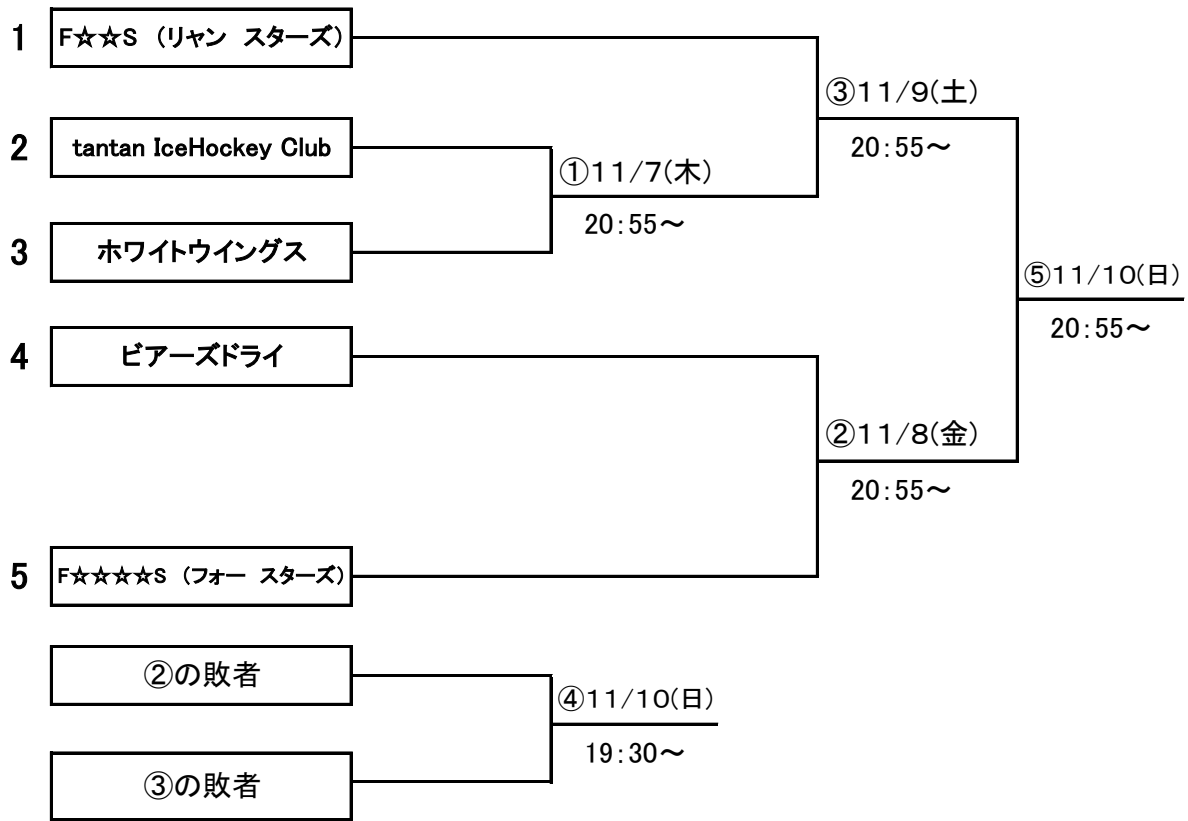 1
F☆☆S （リャン　スターズ）
③11/9(土)
20:55～
2
tantan IceHockey Club
①11/7(木)
20:55～
3
ホワイトウイングス
⑤11/10(日)
20:55～
4
ビアーズドライ
②11/8(金)
20:55～
5
F☆☆☆☆S （フォー　スターズ）
②の敗者
④11/10(日)
19:30～
③の敗者